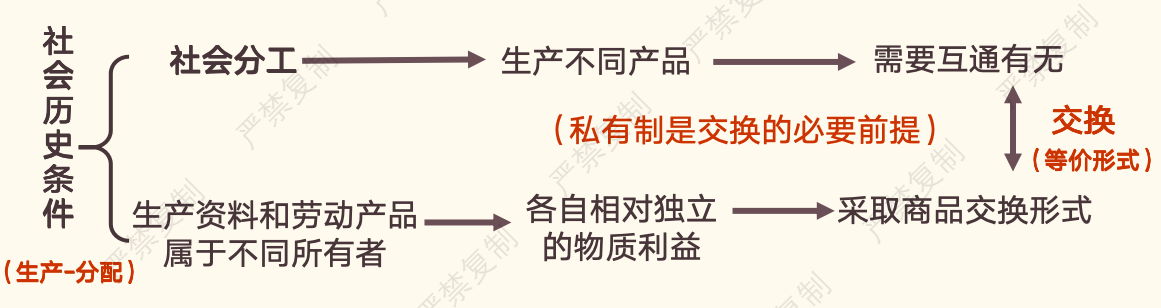 社会历史条件
(生产-分配)
社会分工
生产不同产品
需要互通有无
(私有制是交换的必要前提)
交换
(等价形式)
生产资料和劳动产品
属于不同所有者
各自相对独立
的物质利益
采取商品交换形式
严禁复制
严禁复制
严禁复制
严禁复制
严禁复制
严禁复制
严禁复制
严禁复制